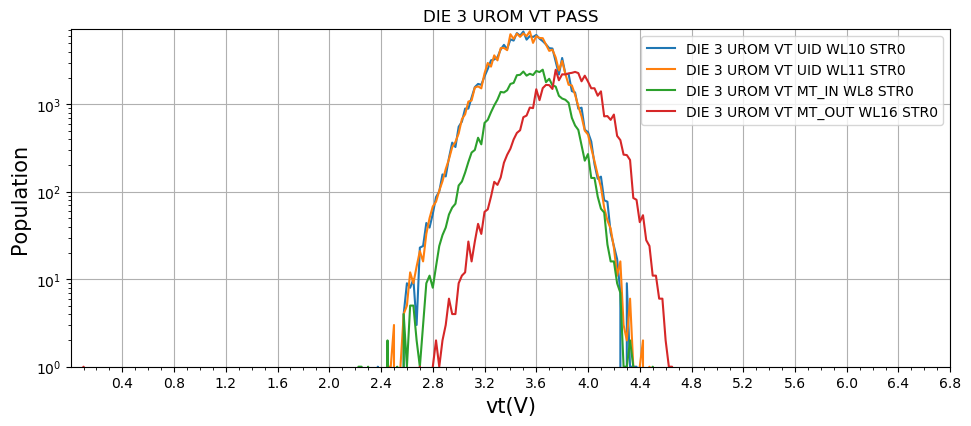 DIE 3 UROM VT PASS
DIE 3 UROM VT UID WL10 STR0
DIE 3 UROM VT UID WL11 STR0
DIE 3 UROM VT MT_IN WL8 STR0
DIE 3 UROM VT MT_OUT WL16 STR0
Population
10³
10²
10¹
10⁰
0.4 0.8 1.2 1.6 2.0 2.4 2.8 3.2 3.6 4.0 4.4 4.8 5.2 5.6 6.0 6.4 6.8
vt(V)